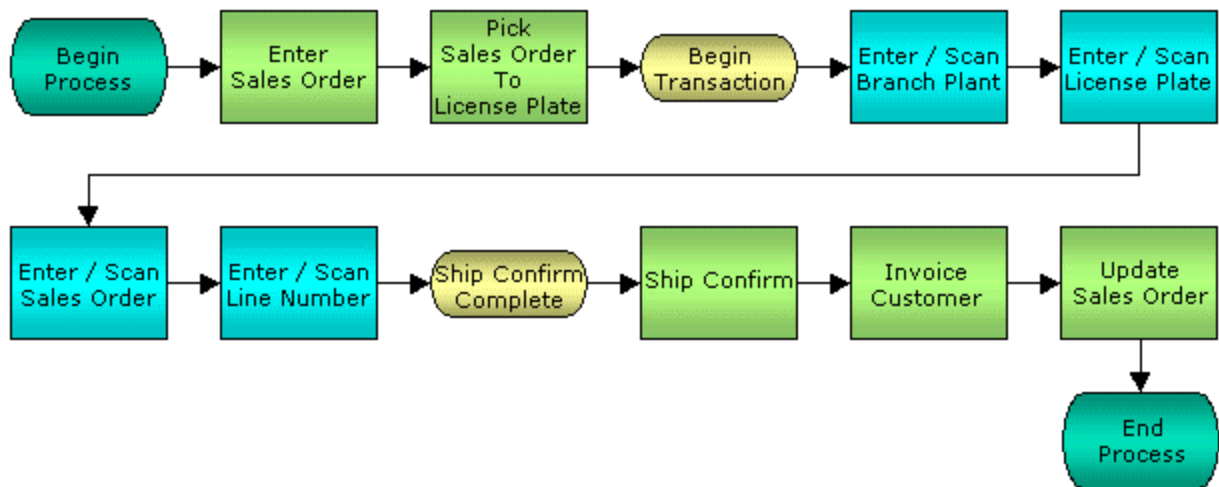 Begin
Process
Enter
Sales Order
Pick
Sales Order
To
License Plate
Begin
Transaction
Enter / Scan
Branch Plant
Enter / Scan
License Plate
Enter / Scan
Sales Order
Enter / Scan
Line Number
Ship Confirm
Complete
Ship Confirm
Invoice
Customer
Update
Sales Order
End
Process